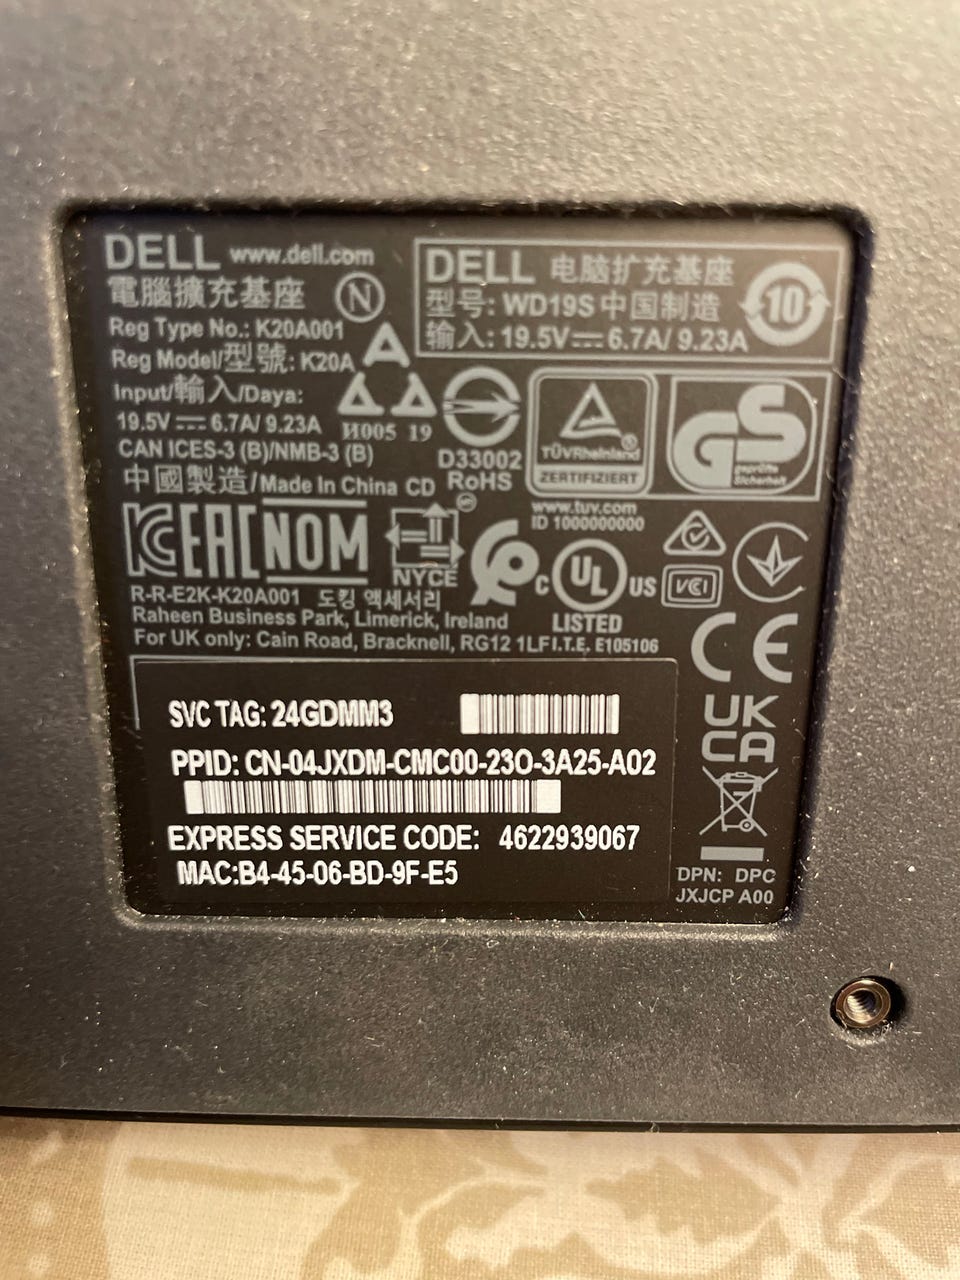 DELL www.dell.com
電腦擴充基座 N
Reg Type No.: K20A001
Reg Model/型號: K20A
Input/輸入/Daya:
19.5V⎓6.7A/ 9.23A
CAN ICES-3 (B)/NMB-3 (B)
中國製造/Made In China CD
DELL 电脑扩充基座
型号: WD19S 中国制造
输入: 19.5V⎓6.7A/ 9.23A
10
И005 19
D33002
RoHS
TÜVRheinland®
ZERTIFIZIERT
GS
geprüfte
Sicherheit
www.tuv.com
ID 1000000000
KC EAC NOM
NYCE
c UL US
LISTED
I.T.E. E105106
VCCI
R-R-E2K-K20A001 도킹 액세서리
Raheen Business Park, Limerick, Ireland
For UK only: Cain Road, Bracknell, RG12 1LF
CE
UK
CA
SVC TAG: 24GDMM3
PPID: CN-04JXDM-CMC00-23O-3A25-A02
EXPRESS SERVICE CODE: 4622939067
MAC:B4-45-06-BD-9F-E5
DPN: DPC
JXJCP A00